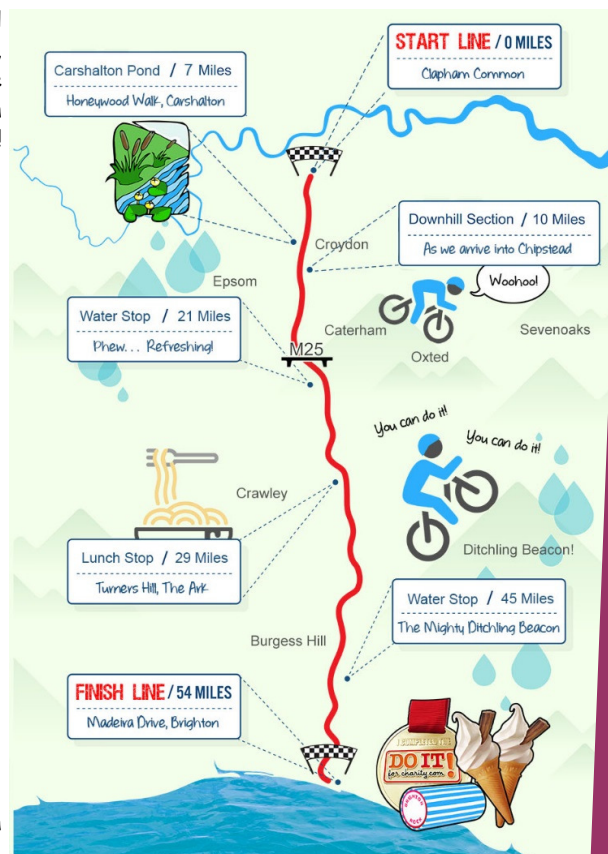 START LINE / 0 MILES
Clapham Common
Carshalton Pond / 7 Miles
Honeywood Walk, Carshalton
Croydon
Downhill Section / 10 Miles
As we arrive into Chipstead
Woohoo!
Epsom
Water Stop / 21 Miles
Phew... Refreshing!
Caterham
Sevenoaks
Oxted
M25
You can do it!
You can do it!
Crawley
Ditchling Beacon!
Lunch Stop / 29 Miles
Turners Hill, The Ark
Water Stop / 45 Miles
The Mighty Ditchling Beacon
Burgess Hill
FINISH LINE / 54 MILES
Madeira Drive, Brighton
I COMPLETED THE
DO IT!
for charity.com
BRIGHTON
ROCK